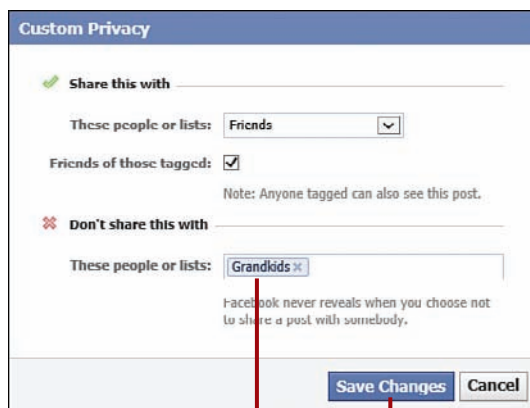 Custom Privacy
Share this with
These people or lists: Friends
Friends of those tagged:
Note: Anyone tagged can also see this post.
Don't share this with
These people or lists: Grandkids ×
Facebook never reveals when you choose not
to share a post with somebody.
Save Changes Cancel